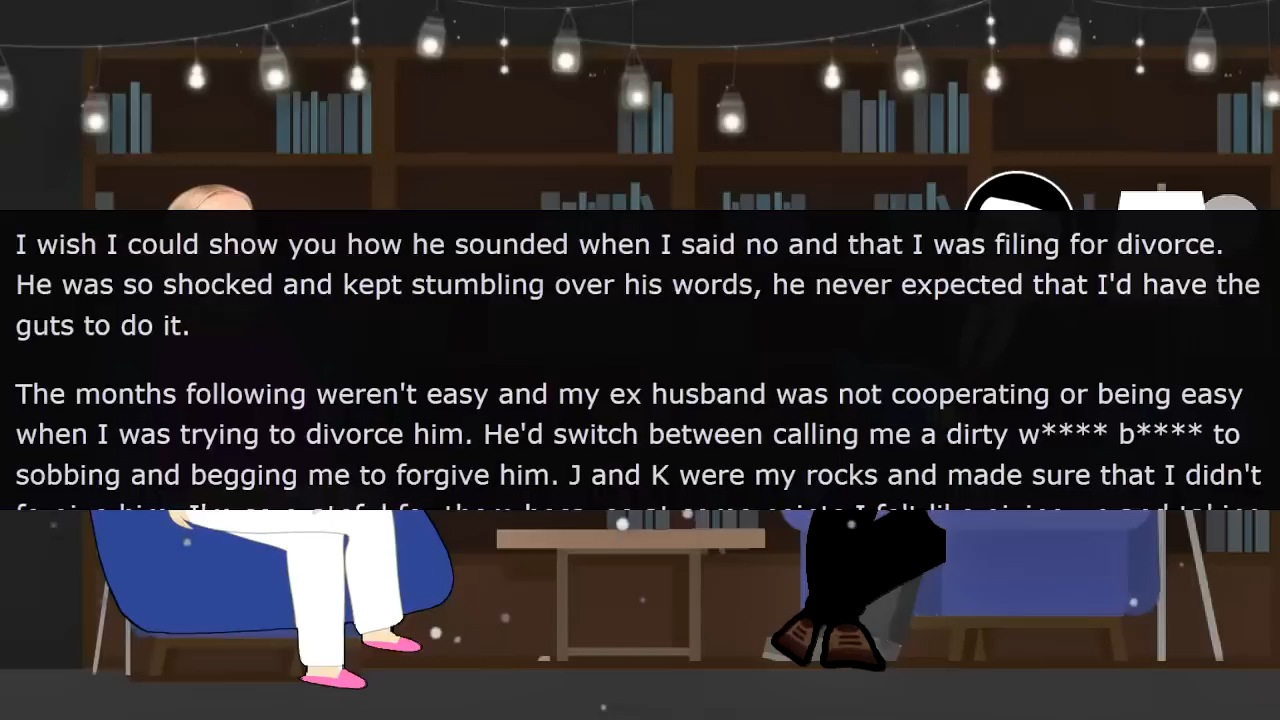 I wish I could show you how he sounded when I said no and that I was filing for divorce.
He was so shocked and kept stumbling over his words, he never expected that I'd have the
guts to do it.
The months following weren't easy and my ex husband was not cooperating or being easy
when I was trying to divorce him. He'd switch between calling me a dirty w**** b**** to
sobbing and begging me to forgive him. J and K were my rocks and made sure that I didn't